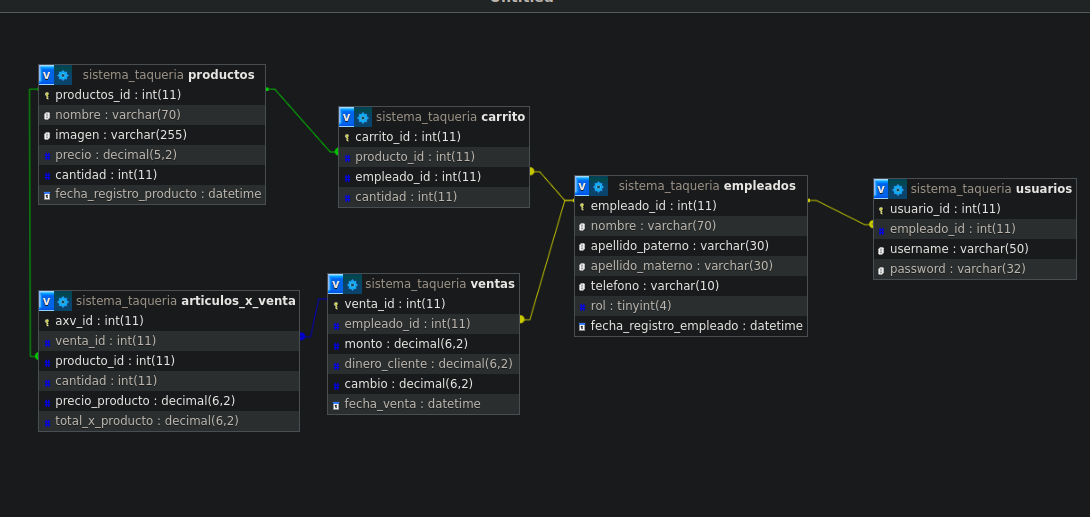 Untitled
v sistema_taqueria productos
productos_id : int(11)
nombre : varchar(70)
imagen : varchar(255)
precio : decimal(5,2)
cantidad : int(11)
fecha_registro_producto : datetime
v sistema_taqueria carrito
carrito_id : int(11)
producto_id : int(11)
empleado_id : int(11)
cantidad : int(11)
v sistema_taqueria empleados
empleado_id : int(11)
nombre : varchar(70)
apellido_paterno : varchar(30)
apellido_materno : varchar(30)
telefono : varchar(10)
rol : tinyint(4)
fecha_registro_empleado : datetime
v sistema_taqueria usuarios
usuario_id : int(11)
empleado_id : int(11)
username : varchar(50)
password : varchar(32)
v sistema_taqueria articulos_x_venta
axv_id : int(11)
venta_id : int(11)
producto_id : int(11)
cantidad : int(11)
precio_producto : decimal(6,2)
total_x_producto : decimal(6,2)
v sistema_taqueria ventas
venta_id : int(11)
empleado_id : int(11)
monto : decimal(6,2)
dinero_cliente : decimal(6,2)
cambio : decimal(6,2)
fecha_venta : datetime